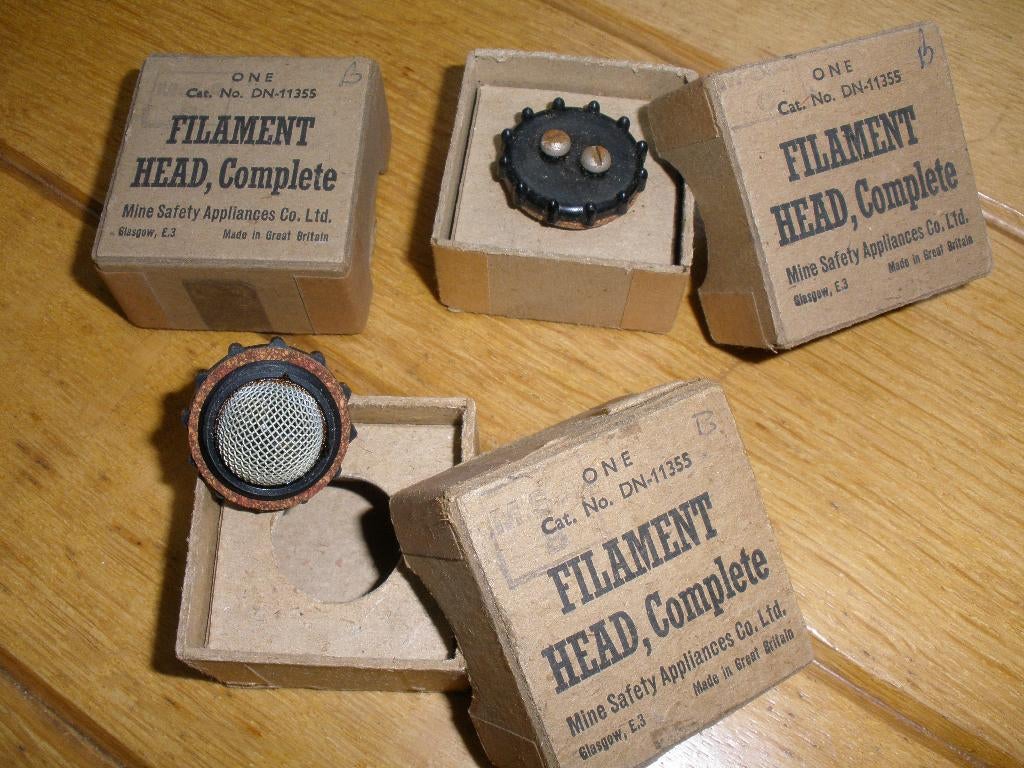 ONE
Cat. No. DN-11355
FILAMENT
HEAD, Complete
Mine Safety Appliances Co. Ltd.
Glasgow, E.3 Made in Great Britain
B
ONE
Cat. No. DN-11355
FILAMENT
HEAD, Complete
Mine Safety Appliances Co. Ltd.
Glasgow, E.3 Made in Great Britain
B
ONE
Cat. No. DN-11355
FILAMENT
HEAD, Complete
Mine Safety Appliances Co. Ltd.
Glasgow, E.3 Made in Great Britain
B